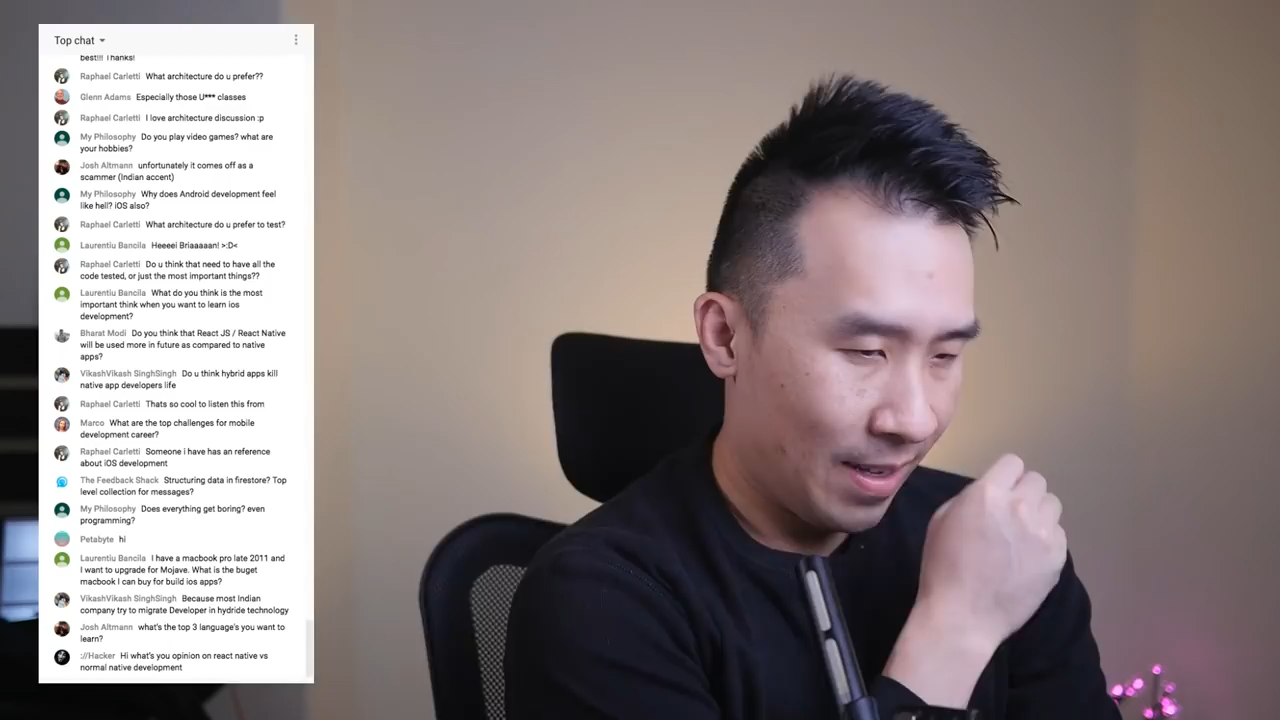 Top chat
best!!! Thanks!
Raphael Carletti What architecture do u prefer??
Glenn Adams Especially those U*** classes
Raphael Carletti I love architecture discussion :p
My Philosophy Do you play video games? what are
your hobbies?
Josh Altmann unfortunately it comes off as a
scammer (Indian accent)
My Philosophy Why does Android development feel
like hell? iOS also?
Raphael Carletti What architecture do u prefer to test?
Laurentiu Bancila Heeeei Briaaaaan! >:D<
Raphael Carletti Do u think that need to have all the
code tested, or just the most important things??
Laurentiu Bancila What do you think is the most
important think when you want to learn ios
development?
Bharat Modi Do you think that React JS / React Native
will be used more in future as compared to native
apps?
VikashVikash SinghSingh Do u think hybrid apps kill
native app developers life
Raphael Carletti Thats so cool to listen this from
Marco What are the top challenges for mobile
development career?
Raphael Carletti Someone i have has an reference
about iOS development
The Feedback Shack Structuring data in firestore? Top
level collection for messages?
My Philosophy Does everything get boring? even
programming?
Petabyte hi
Laurentiu Bancila I have a macbook pro late 2011 and
I want to upgrade for Mojave. What is the buget
macbook I can buy for build ios apps?
VikashVikash SinghSingh Because most Indian
company try to migrate Developer in hydride technology
Josh Altmann what's the top 3 language's you want to
learn?
://Hacker Hi what's you opinion on react native vs
normal native development